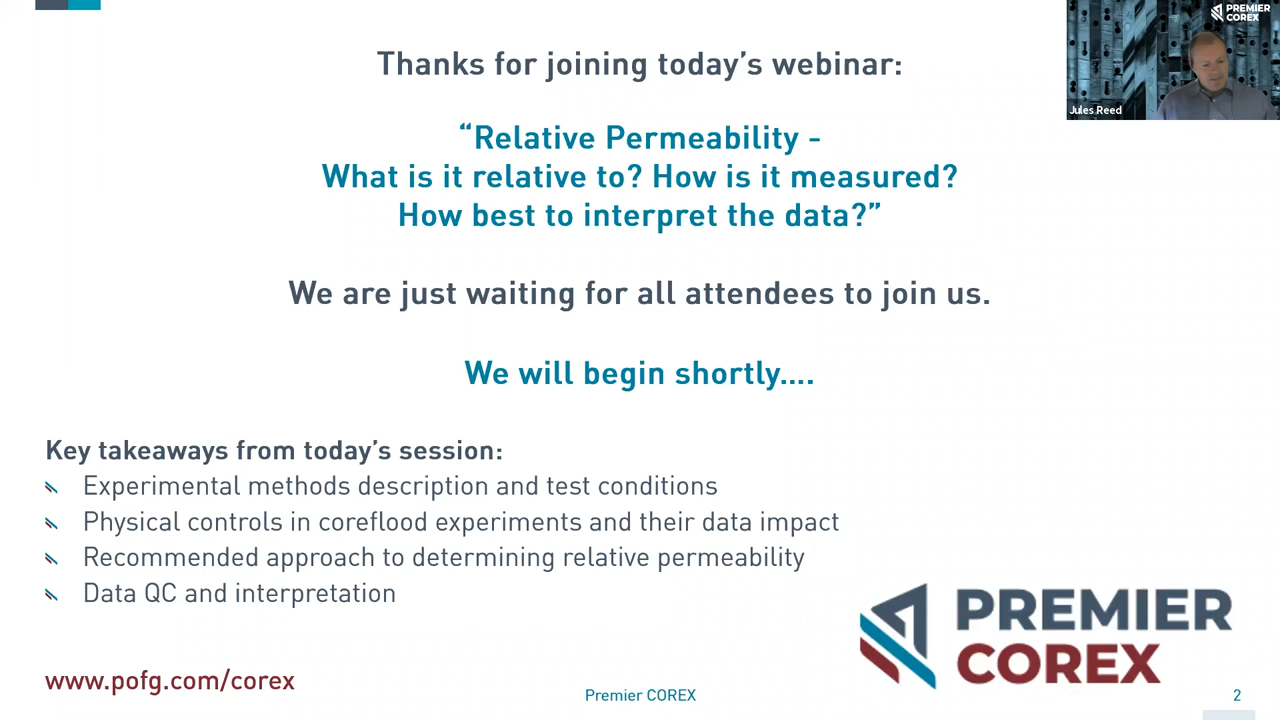 PREMIER
COREX
Jules Reed
Thanks for joining today’s webinar:
“Relative Permeability -
What is it relative to? How is it measured?
How best to interpret the data?”
We are just waiting for all attendees to join us.
We will begin shortly....
Key takeaways from today’s session:
Experimental methods description and test conditions
Physical controls in coreflood experiments and their data impact
Recommended approach to determining relative permeability
Data QC and interpretation
PREMIER
COREX
www.pofg.com/corex
Premier COREX
2